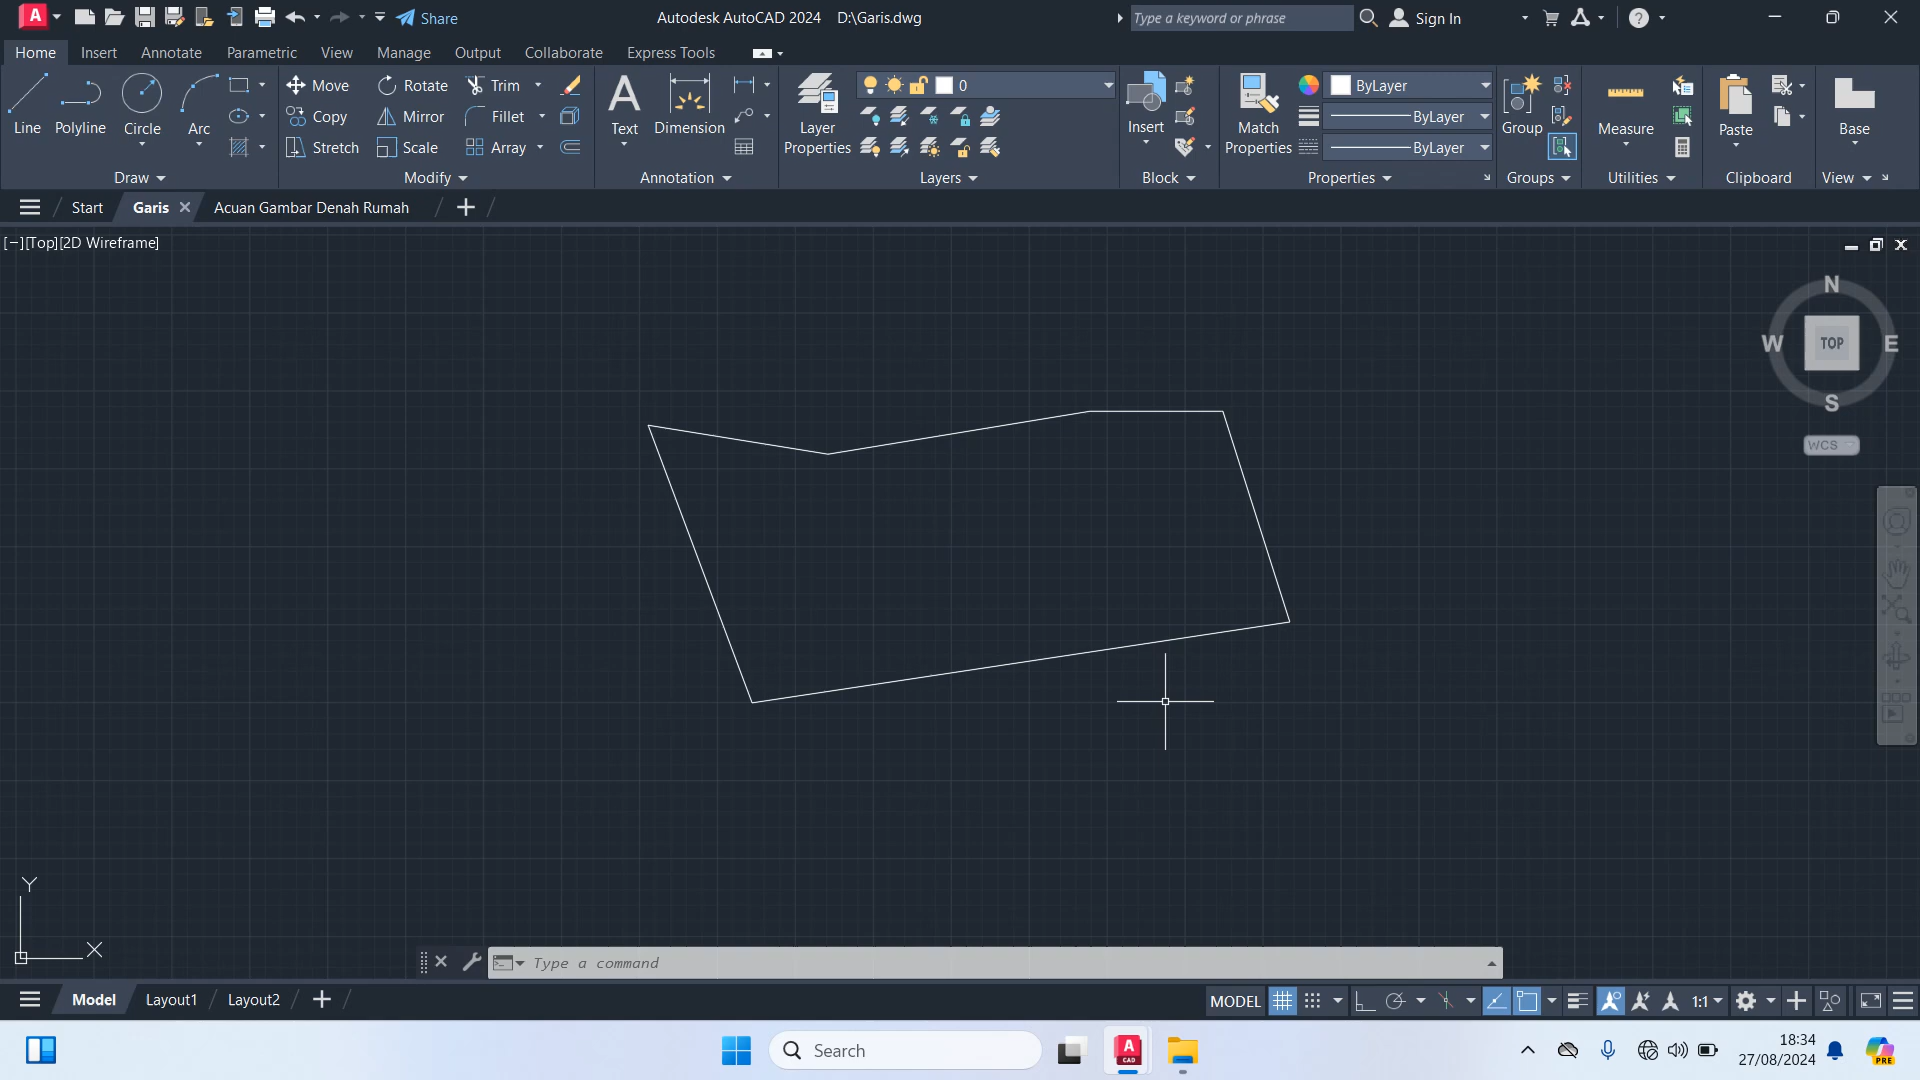 A Share Autodesk AutoCAD 2024 D:\Garis.dwg Type a keyword or phrase Sign In
Home Insert Annotate Parametric View Manage Output Collaborate Express Tools
Line Polyline Circle Arc
Draw
Move Rotate Trim
Copy Mirror Fillet
Stretch Scale Array
Modify
Text Dimension
Annotation
Layer Properties
0
Layers
Insert
Block
Match Properties
ByLayer
ByLayer
ByLayer
Properties
Group
Groups
Measure
Utilities
Paste
Clipboard
Base
View
Start Garis Acuan Gambar Denah Rumah
[−][Top][2D Wireframe]
N
W TOP E
S
WCS
Y
X
Type a command
Model Layout1 Layout2 MODEL 1:1
Search
A
CAD
18:34
27/08/2024
PRE